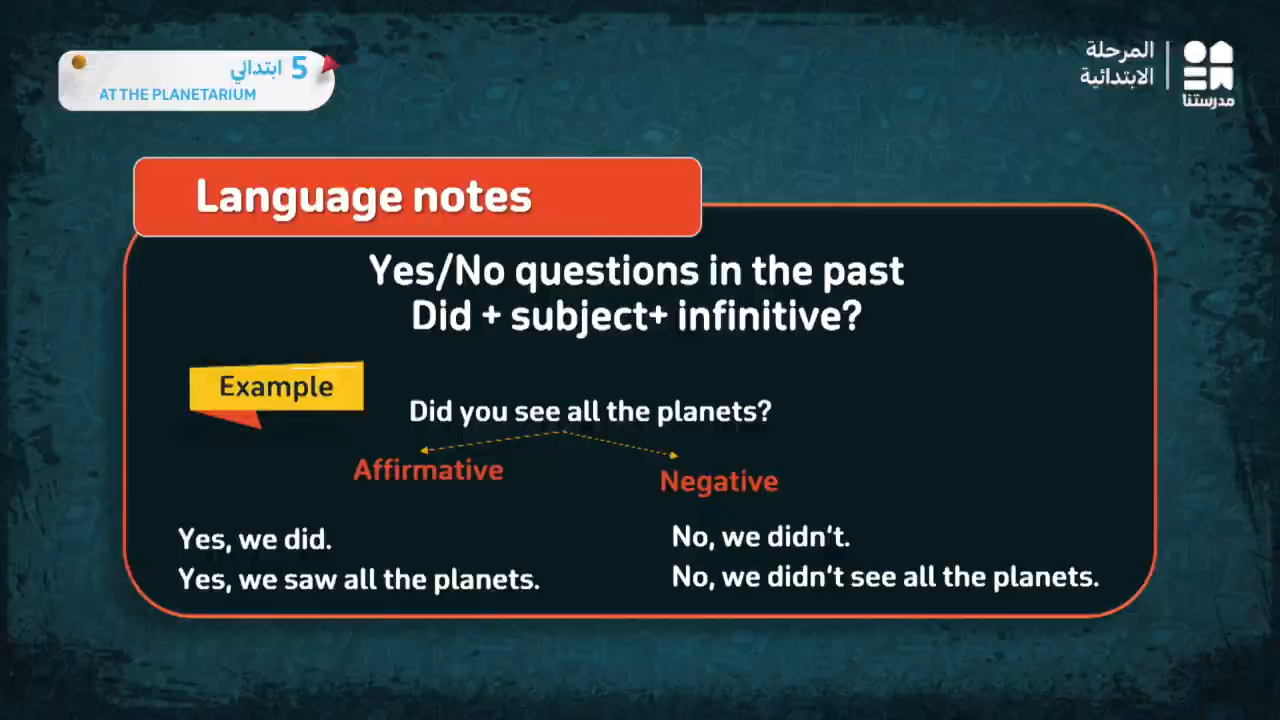 5 ابتدائي
AT THE PLANETARIUM
المرحلة
الابتدائية
مدرستنا
Language notes
Yes/No questions in the past
Did + subject+ infinitive?
Example
Did you see all the planets?
Affirmative
Negative
Yes, we did.
Yes, we saw all the planets.
No, we didn't.
No, we didn't see all the planets.